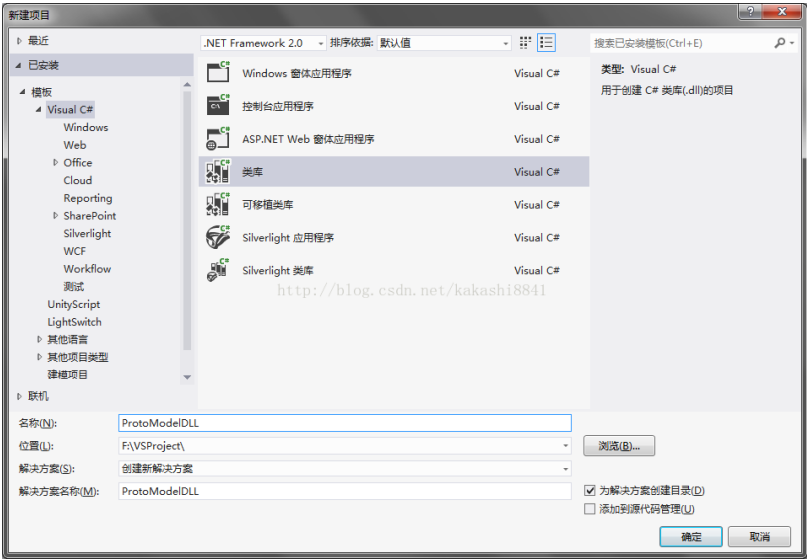 新建项目
最近
.NET Framework 2.0 排序依据: 默认值
搜索已安装模板(Ctrl+E)
已安装
模板
Visual C#
Windows
Web
Office
Cloud
Reporting
SharePoint
Silverlight
WCF
Workflow
测试
UnityScript
LightSwitch
其他语言
其他项目类型
建模项目
联机
Windows 窗体应用程序 Visual C#
控制台应用程序 Visual C#
ASP.NET Web 窗体应用程序 Visual C#
类库 Visual C#
可移植类库 Visual C#
Silverlight 应用程序 Visual C#
Silverlight 类库 Visual C#
http://blog.csdn.net/kakashi8841
类型: Visual C#
用于创建 C# 类库(.dll)的项目
名称(N): ProtoModelDLL
位置(L): F:\VSProject\
浏览(B)...
解决方案(S): 创建新解决方案
解决方案名称(M): ProtoModelDLL
为解决方案创建目录(D)
添加到源代码管理(U)
确定 取消